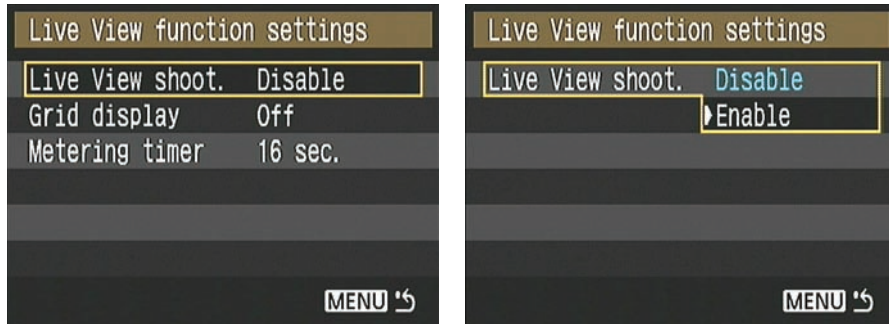 Live View function settings
Live View shoot. Disable
Grid display Off
Metering timer 16 sec.
MENU
Live View function settings
Live View shoot. Disable
Enable
MENU